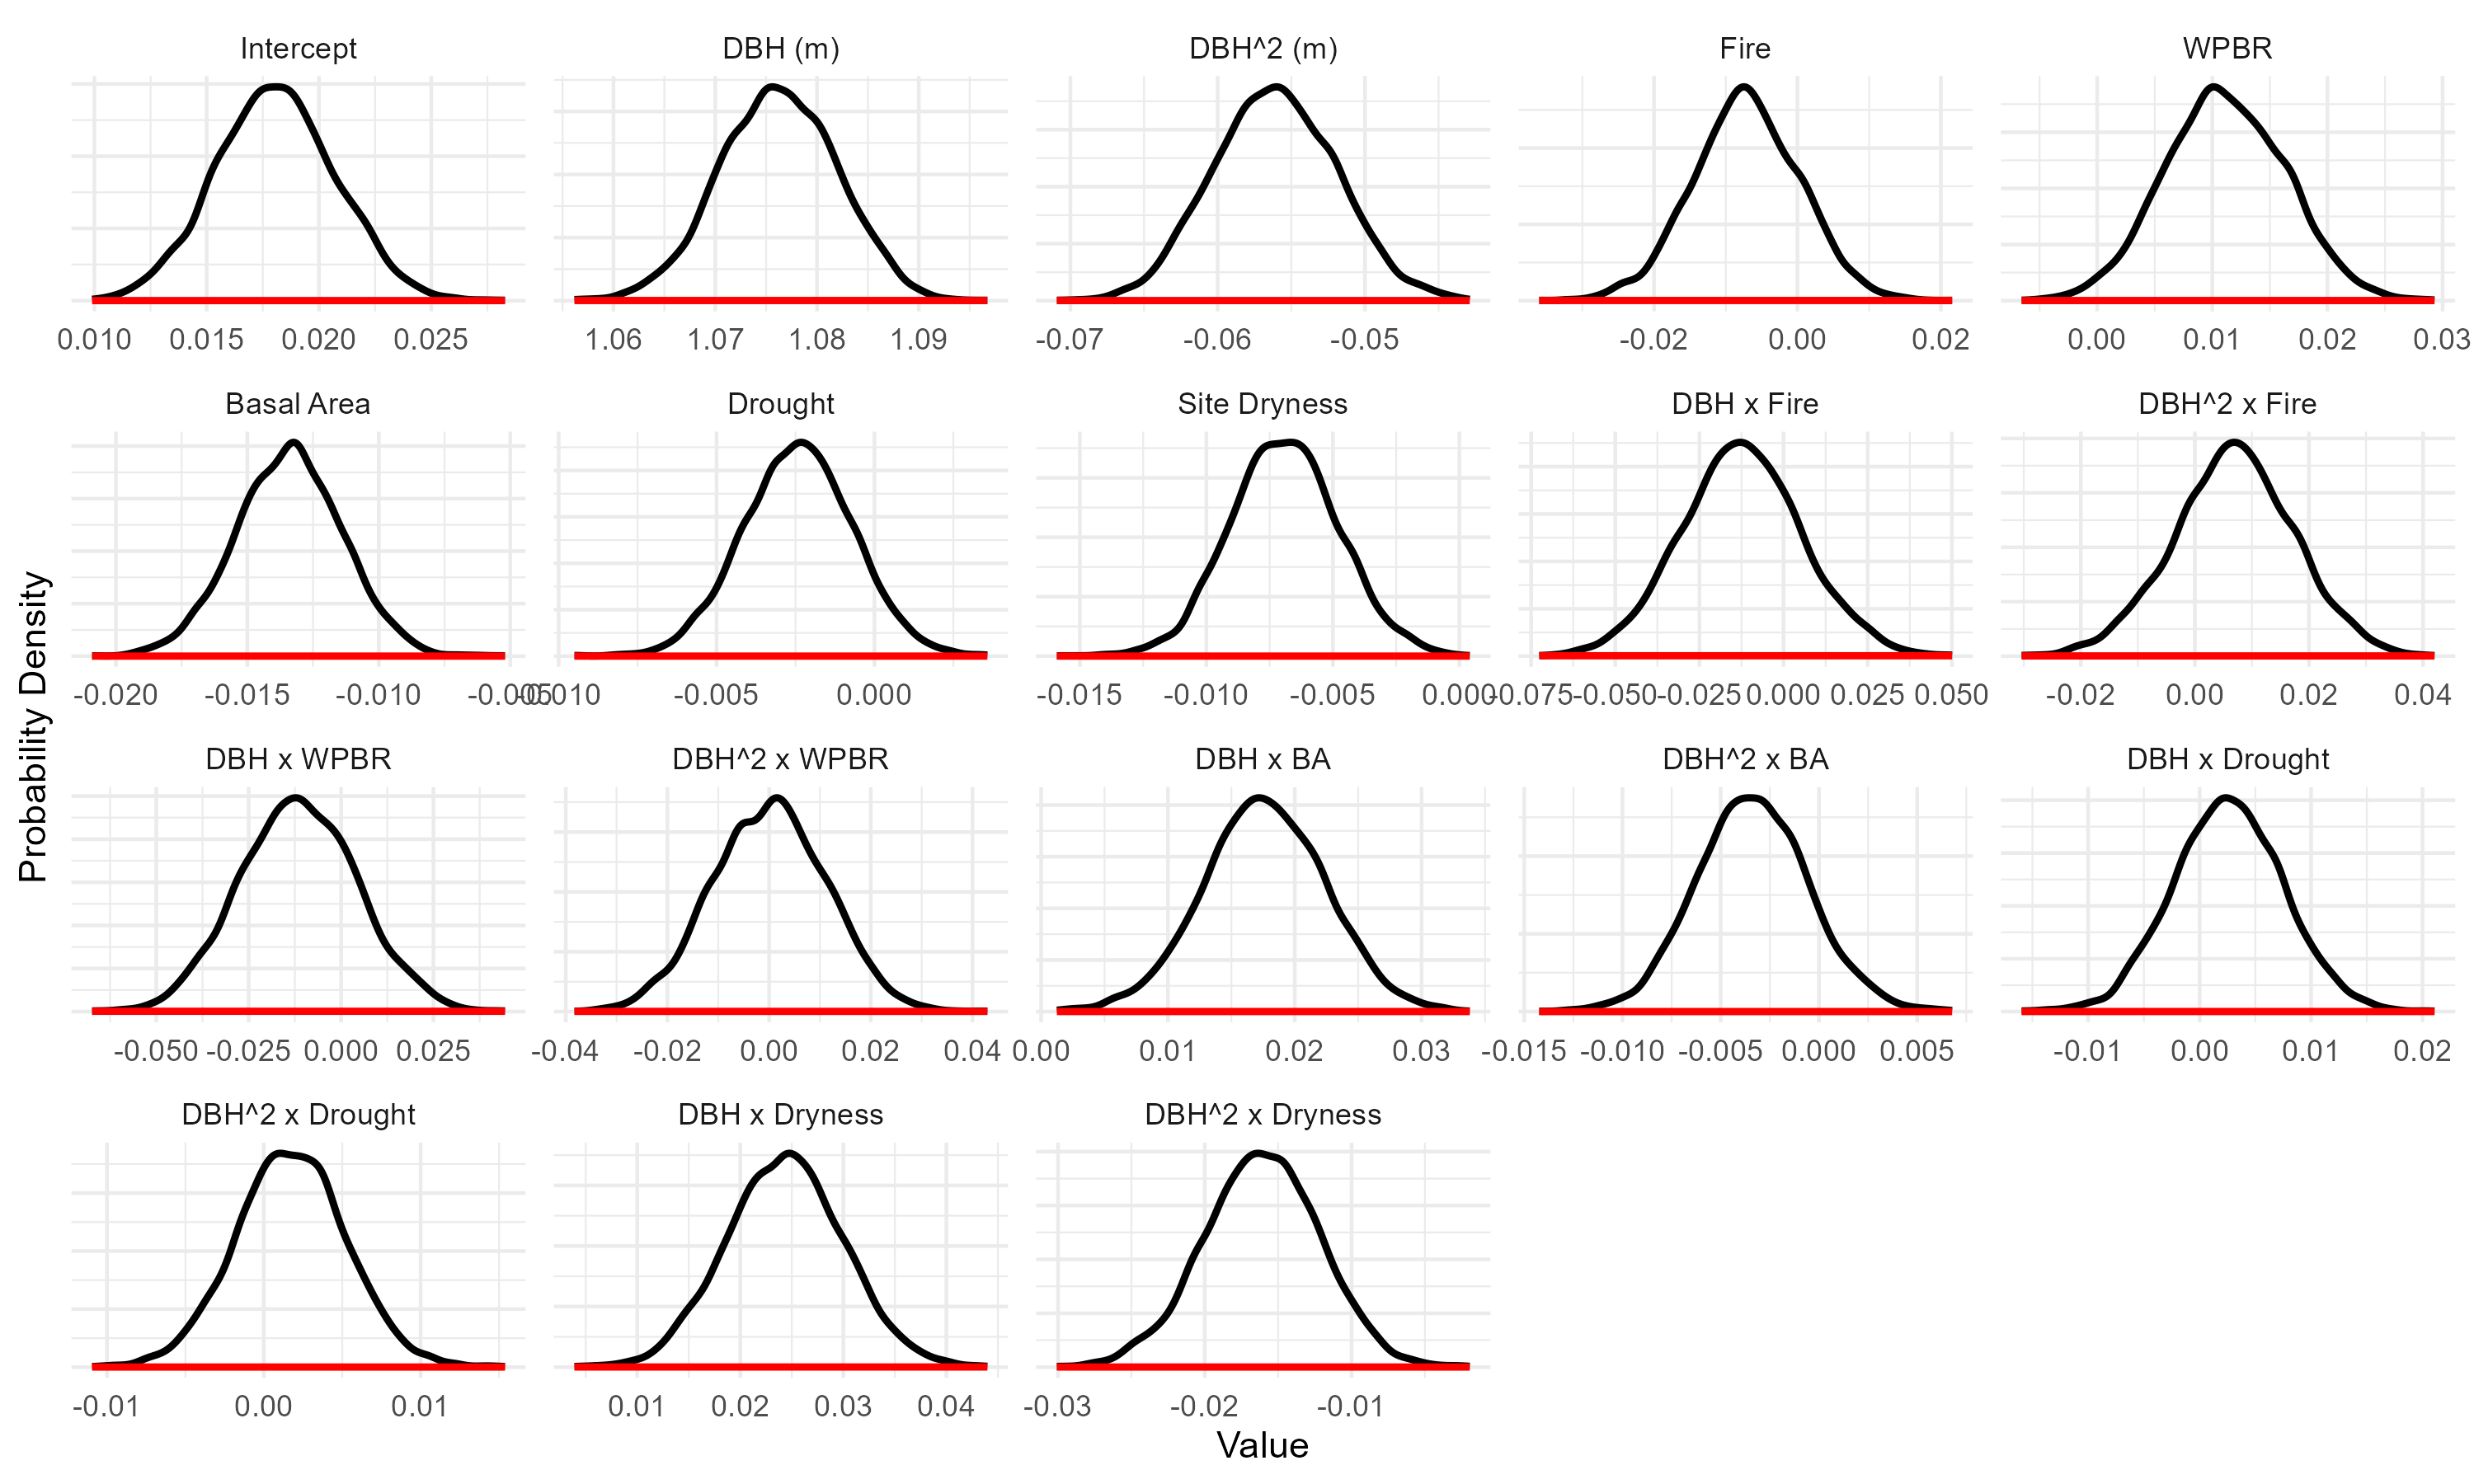 Intercept DBH (m) DBH^2 (m) Fire WPBR
0.010 0.015 0.020 0.025 1.06 1.07 1.08 1.09 -0.07 -0.06 -0.05 -0.02 0.00 0.02 0.00 0.01 0.02 0.03
Basal Area Drought Site Dryness DBH x Fire DBH^2 x Fire
-0.020 -0.015 -0.010 -0.005 -0.010 -0.005 0.000 -0.015 -0.010 -0.005 0.000 -0.075 -0.050 -0.025 0.000 0.025 0.050 -0.02 0.00 0.02 0.04
Probability Density
DBH x WPBR DBH^2 x WPBR DBH x BA DBH^2 x BA DBH x Drought
-0.050 -0.025 0.000 0.025 -0.04 -0.02 0.00 0.02 0.04 0.00 0.01 0.02 0.03 -0.015 -0.010 -0.005 0.000 0.005 -0.01 0.00 0.01 0.02
DBH^2 x Drought DBH x Dryness DBH^2 x Dryness
-0.01 0.00 0.01 0.01 0.02 0.03 0.04 -0.03 -0.02 -0.01
Value